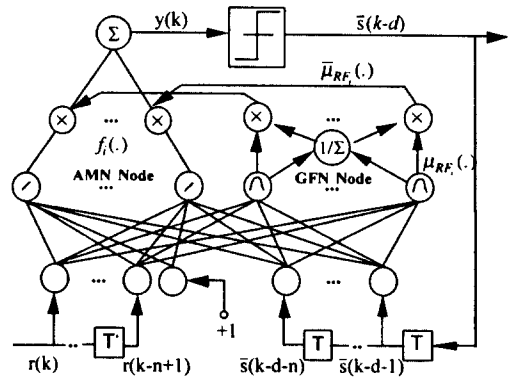 Σ
y(k)
s̅(k-d)
μ̅RFᵢ(.)
× ... × × ... ×
fᵢ(.)
1/Σ
μRFᵢ(.)
AMN Node
...
GFN Node
...
... ...
+1
r(k) .. T r(k-n+1) s̅(k-d-n) T .. s̅(k-d-1) T